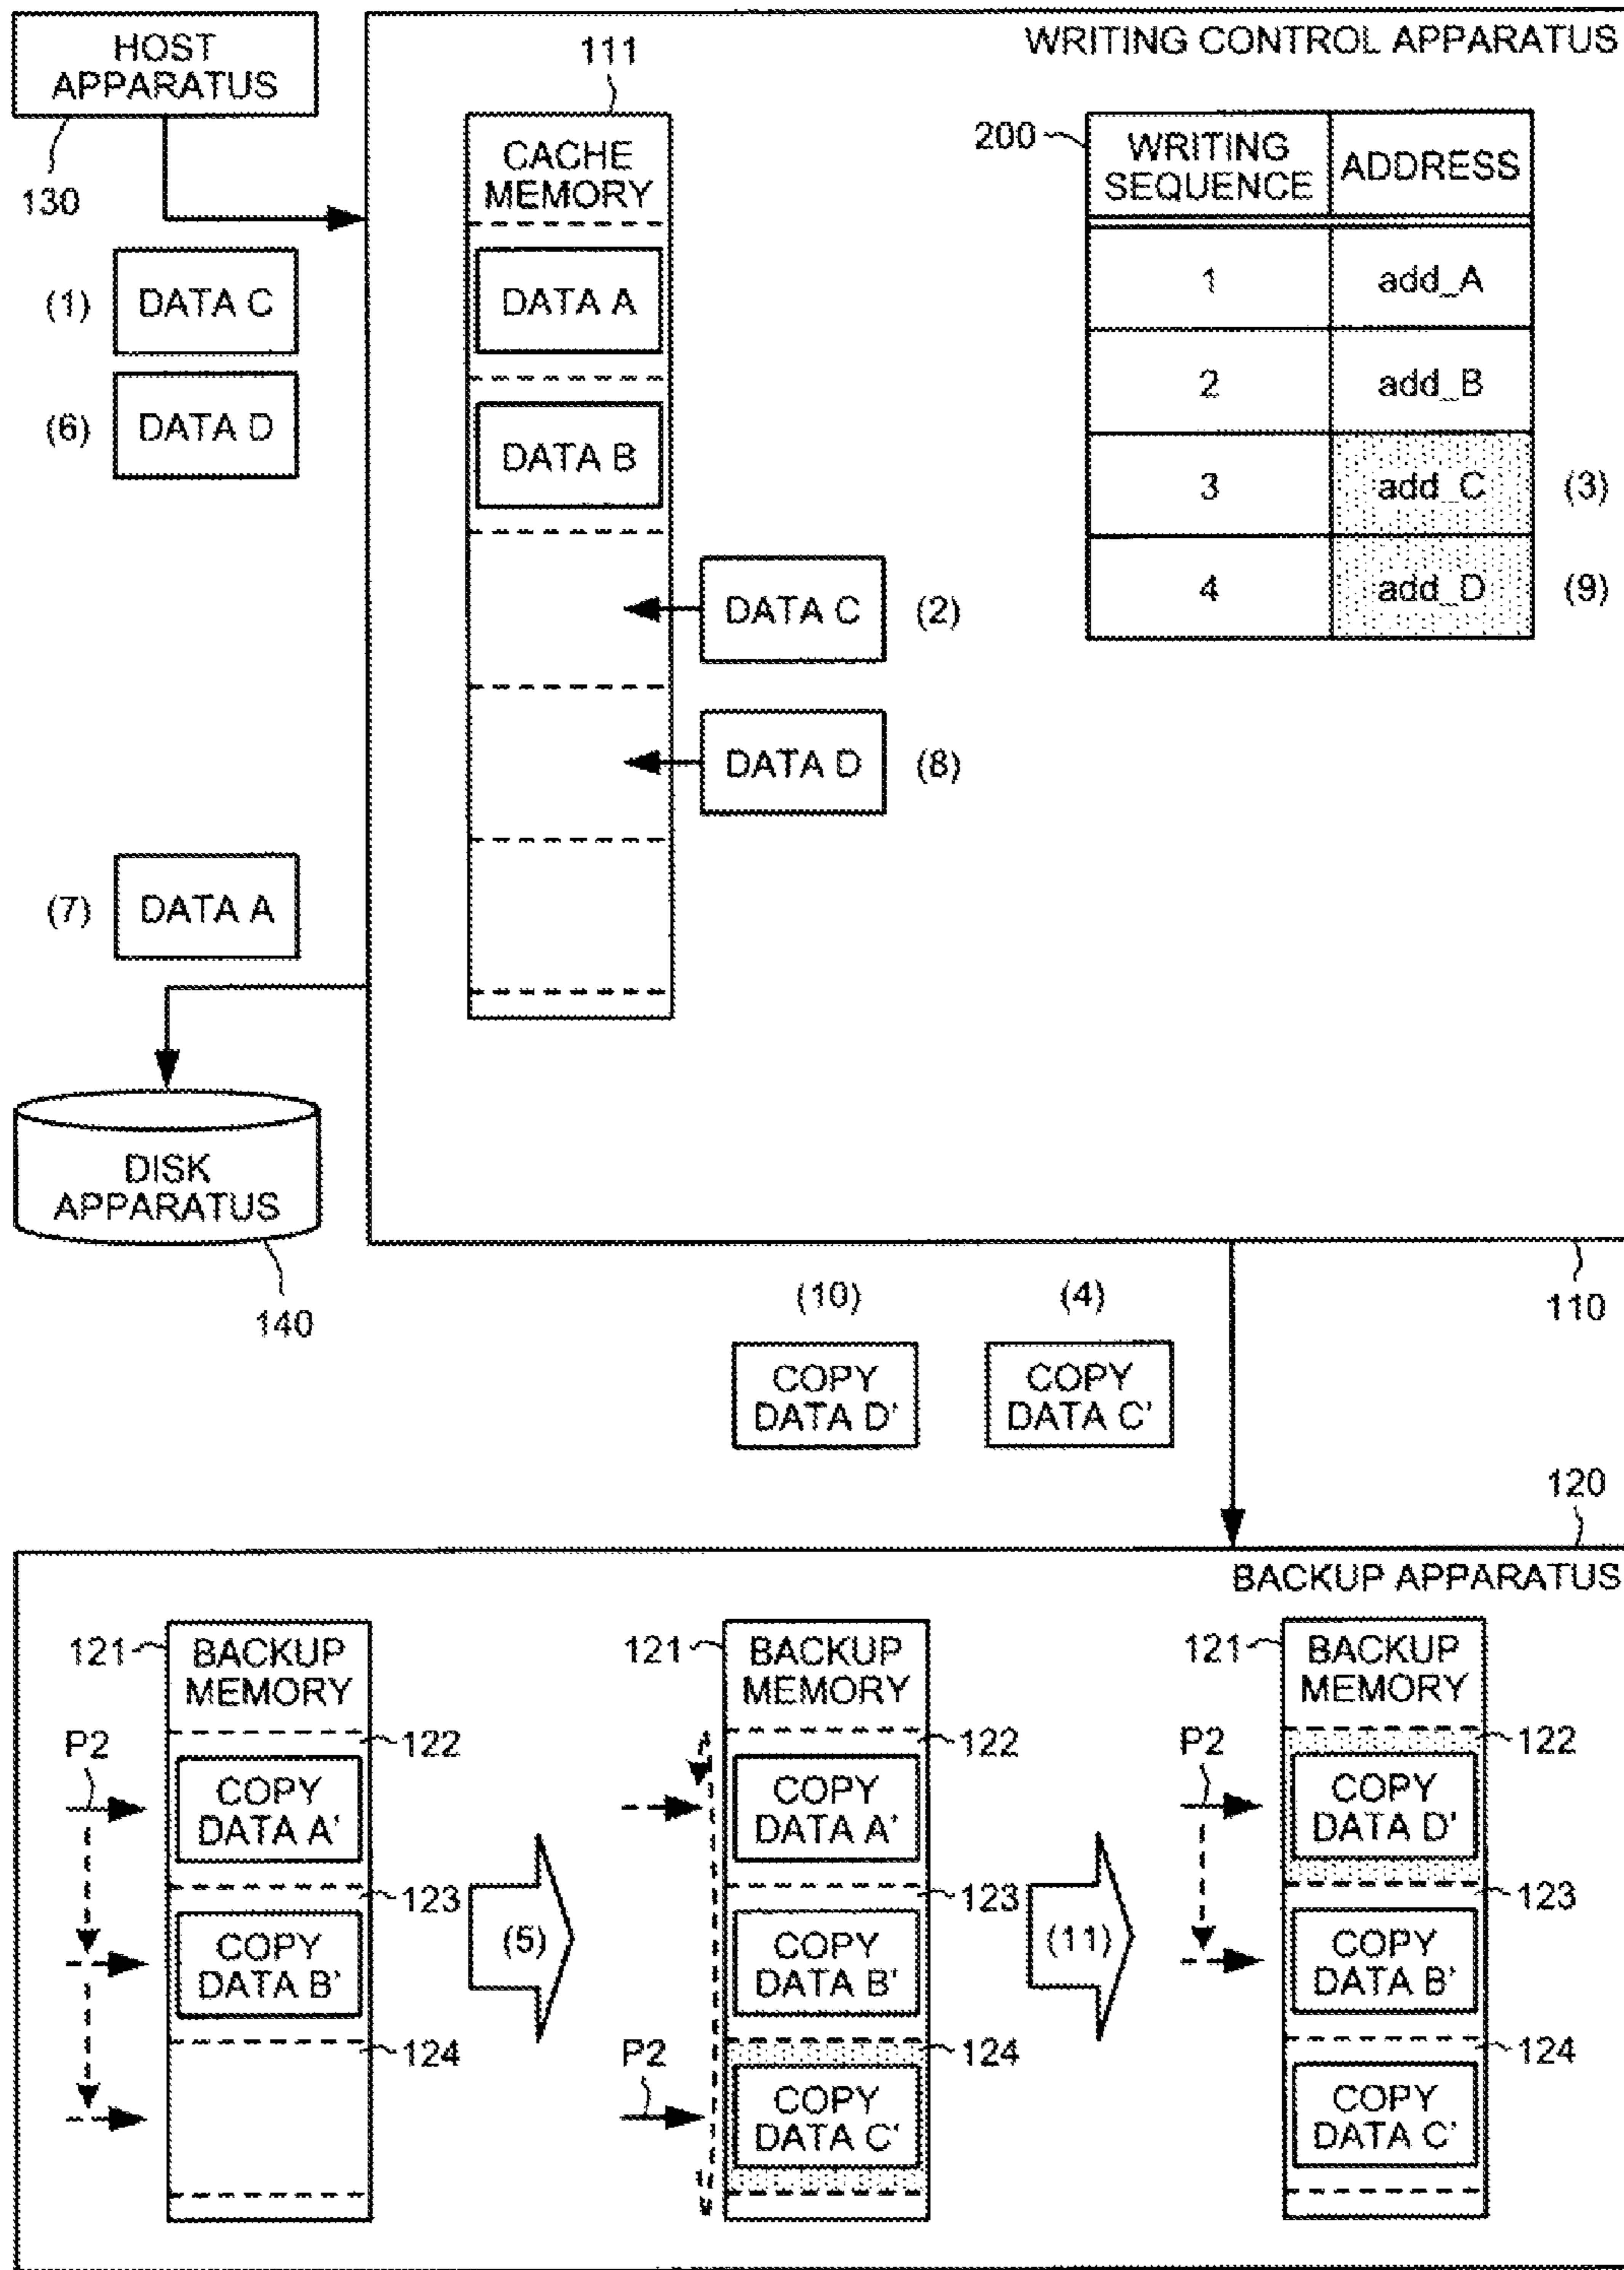 HOST
APPARATUS
130
WRITING CONTROL APPARATUS
111
CACHE
MEMORY
DATA A
DATA B
(1) DATA C
(6) DATA D
DATA C (2)
DATA D (8)
200
WRITING
SEQUENCE
ADDRESS
1 add_A
2 add_B
3 add_C (3)
4 add_D (9)
(7) DATA A
DISK
APPARATUS
140
110
(10)
COPY
DATA D'
(4)
COPY
DATA C'
120
BACKUP APPARATUS
121
BACKUP
MEMORY
122
P2
COPY
DATA A'
123
COPY
DATA B'
124
(5)
121
BACKUP
MEMORY
122
COPY
DATA A'
123
COPY
DATA B'
124
P2
COPY
DATA C'
(11)
121
BACKUP
MEMORY
122
P2
COPY
DATA D'
123
COPY
DATA B'
124
COPY
DATA C'